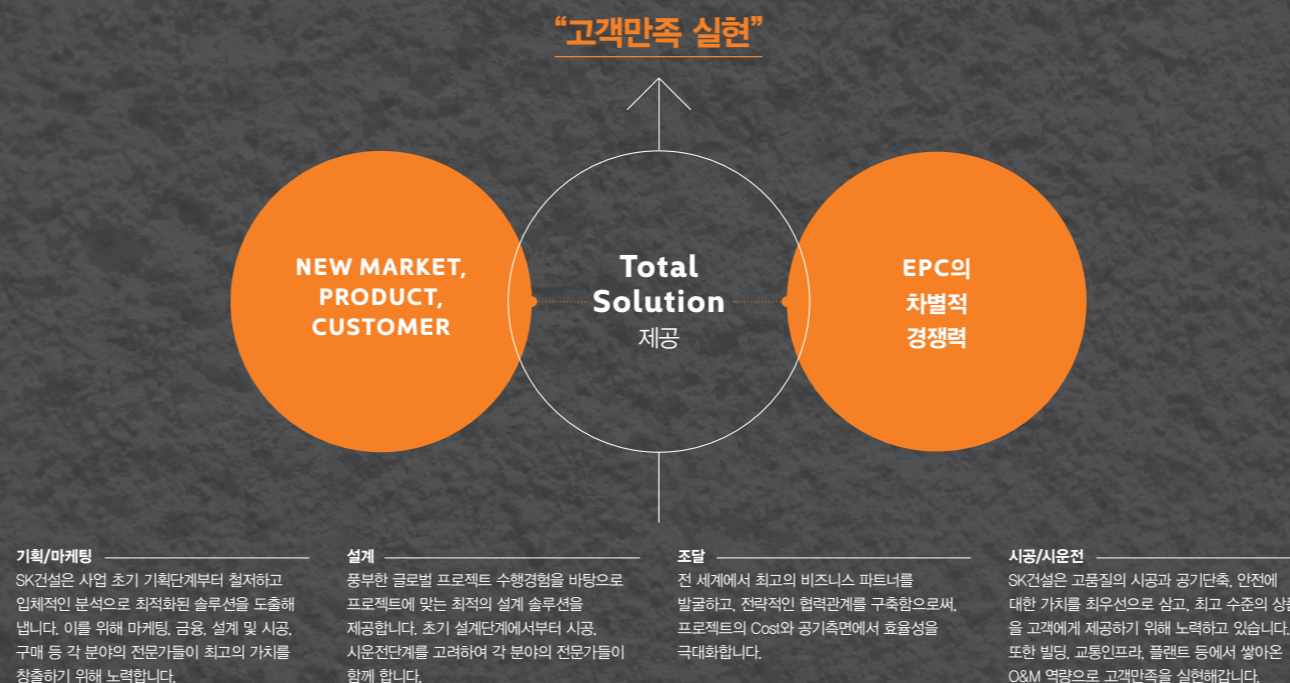 “고객만족 실현”
NEW MARKET,
PRODUCT,
CUSTOMER
Total
Solution
제공
EPC의
차별적
경쟁력
기획/마케팅
SK건설은 사업 초기 기획단계부터 철저하고
입체적인 분석으로 최적화된 솔루션을 도출해
냅니다. 이를 위해 마케팅, 금융, 설계 및 시공,
구매 등 각 분야의 전문가들이 최고의 가치를
창출하기 위해 노력합니다.
설계
풍부한 글로벌 프로젝트 수행경험을 바탕으로
프로젝트에 맞는 최적의 설계 솔루션을
제공합니다. 초기 설계단계에서부터 시공,
시운전단계를 고려하여 각 분야의 전문가들이
함께 합니다.
조달
전 세계에서 최고의 비즈니스 파트너를
발굴하고, 전략적인 협력관계를 구축함으로써,
프로젝트의 Cost와 공기측면에서 효율성을
극대화합니다.
시공/시운전
SK건설은 고품질의 시공과 공기단축, 안전에
대한 가치를 최우선으로 삼고, 최고 수준의
을 고객에게 제공하기 위해 노력하고 있습니다.
또한 빌딩, 교통인프라, 플랜트 등에서 쌓아온
O&M 역량으로 고객만족을 실현해갑니다.